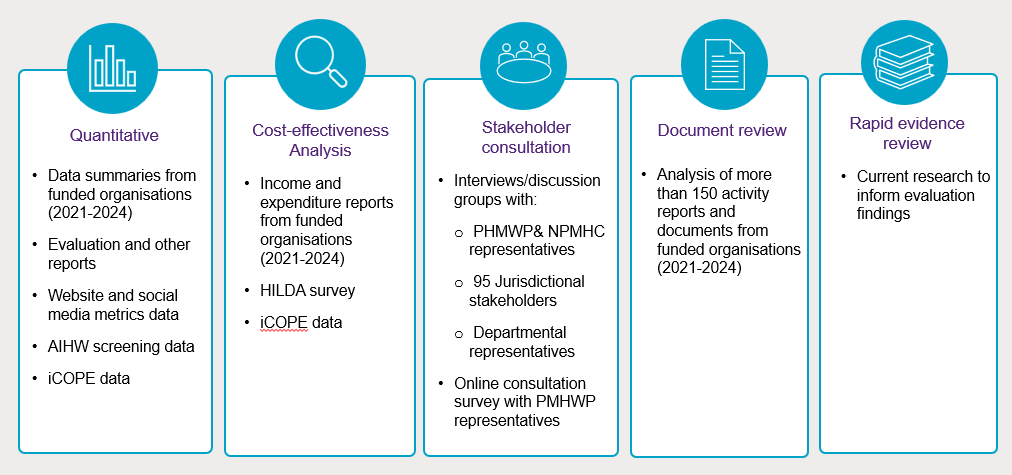 Quantitative
• Data summaries from
funded organisations
(2021-2024)
• Evaluation and other
reports
• Website and social
media metrics data
• AIHW screening data
• iCOPE data
Cost-effectiveness
Analysis
• Income and
expenditure reports
from funded
organisations
(2021-2024)
• HILDA survey
• iCOPE data
Stakeholder
consultation
• Interviews/discussion
groups with:
o PHMWP& NPMHC
representatives
o 95 Jurisdictional
stakeholders
o Departmental
representatives
• Online consultation
survey with PMHWP
representatives
Document review
• Analysis of more
than 150 activity
reports and
documents from
funded organisations
(2021-2024)
Rapid evidence
review
• Current research to
inform evaluation
findings